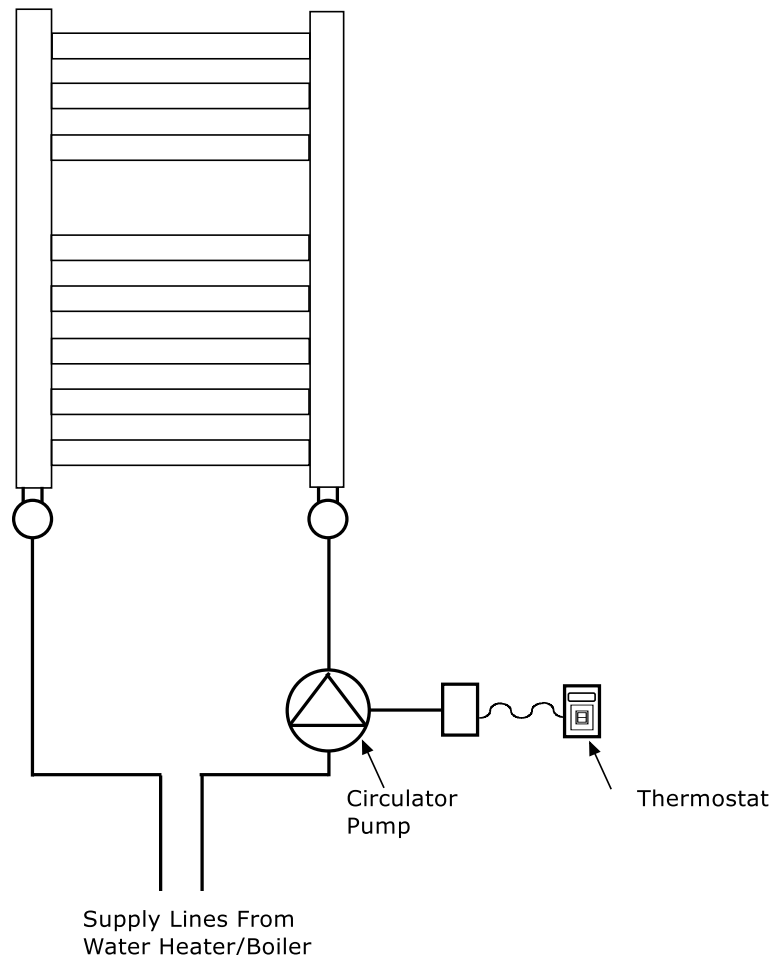 Circulator
Pump
Thermostat
Supply Lines From
Water Heater/Boiler